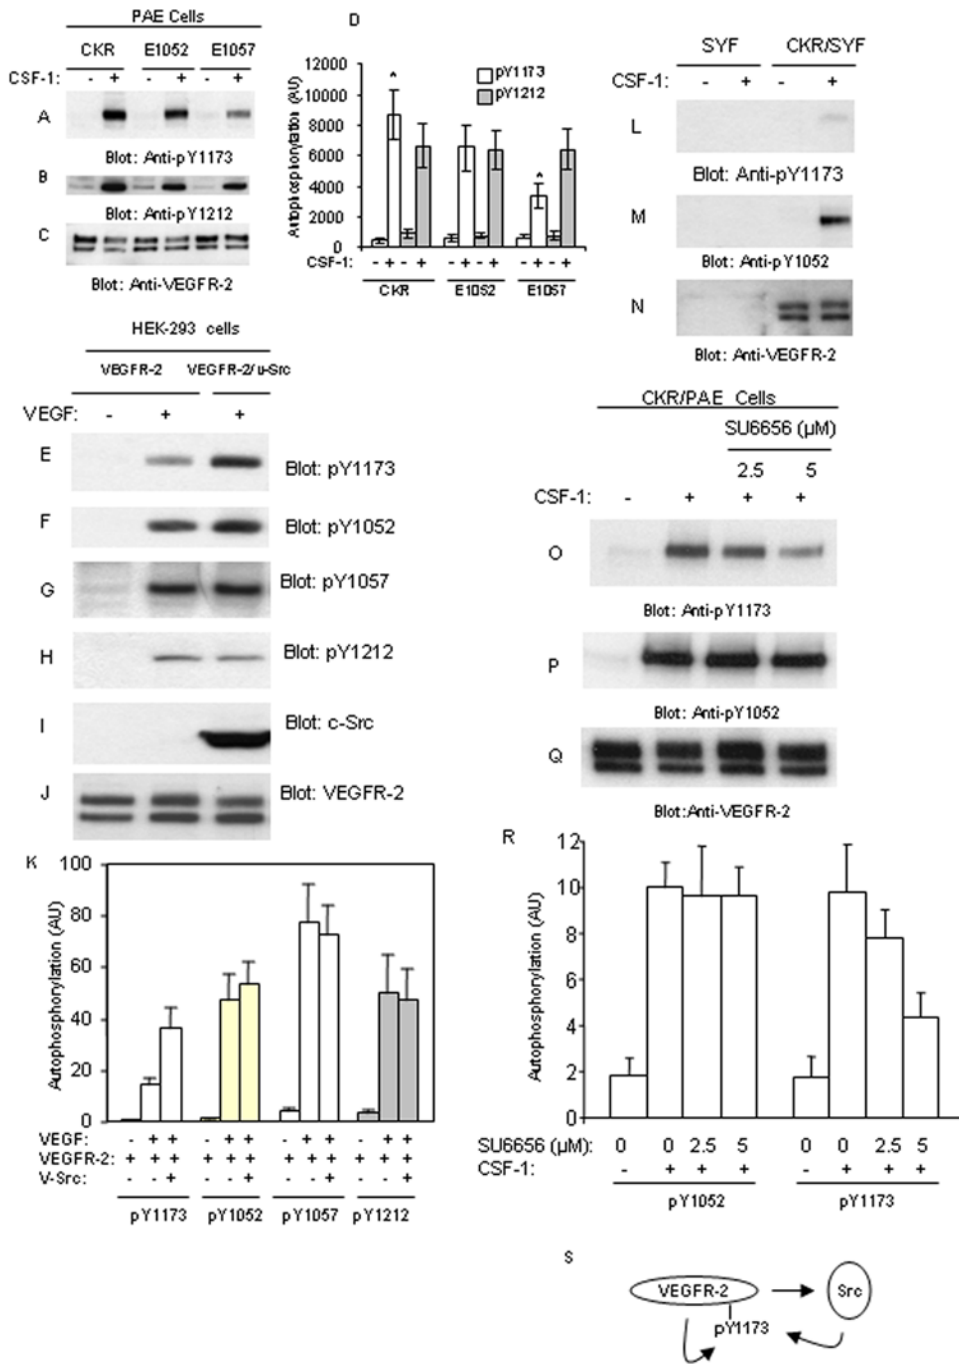 PAE Cells
CKR E1052 E1057
CSF-1: - + - + - +
A
Blot: Anti-pY1173
B
Blot: Anti-pY1212
C
Blot: Anti-VEGFR-2
D
Autophosphorylation (AU)
12000
10000
8000
6000
4000
2000
0
pY1173
pY1212
CSF-1: - + - + - + - + - + - +
CKR E1052 E1057
SYF CKR/SYF
CSF-1: - + - +
L
Blot: Anti-pY1173
M
Blot: Anti-pY1052
N
Blot: Anti-VEGFR-2
HEK-293 cells
VEGFR-2 VEGFR-2/u-Src
VEGF: - + +
E
Blot: pY1173
F
Blot: pY1052
G
Blot: pY1057
H
Blot: pY1212
I
Blot: c-Src
J
Blot: VEGFR-2
CKR/PAE Cells
SU6656 (µM)
2.5 5
CSF-1: - + + +
O
Blot: Anti-pY1173
P
Blot: Anti-pY1052
Q
Blot:Anti-VEGFR-2
K
Autophosphorylation (AU)
100
80
60
40
20
0
VEGF: - + + - + + - + + - + +
VEGFR-2: + + + + + + + + + + + +
V-Src: - - + - - + - - + - - +
pY1173 pY1052 pY1057 pY1212
R
Autophosphorylation (AU)
12
10
8
6
4
2
0
SU6656 (µM): 0 0 2.5 5 0 0 2.5 5
CSF-1: - + + + - + + +
pY1052 pY1173
S
VEGFR-2 Src
pY1173